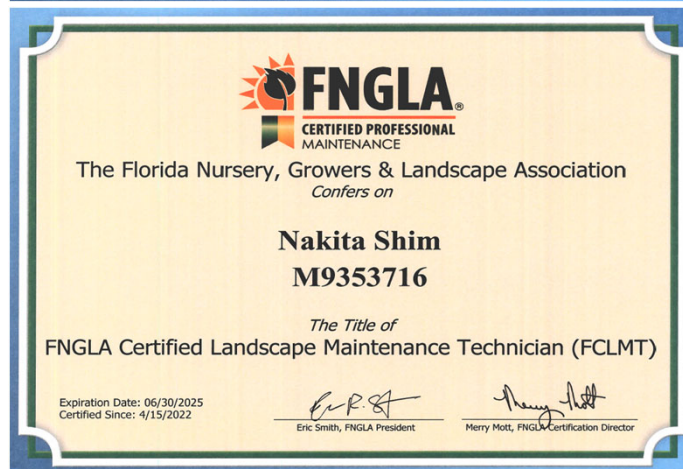 FNGLA®
CERTIFIED PROFESSIONAL
MAINTENANCE
The Florida Nursery, Growers & Landscape Association
Confers on
Nakita Shim
M9353716
The Title of
FNGLA Certified Landscape Maintenance Technician (FCLMT)
Expiration Date: 06/30/2025
Certified Since: 4/15/2022
Eric Smith, FNGLA President
Merry Mott, FNGLA Certification Director